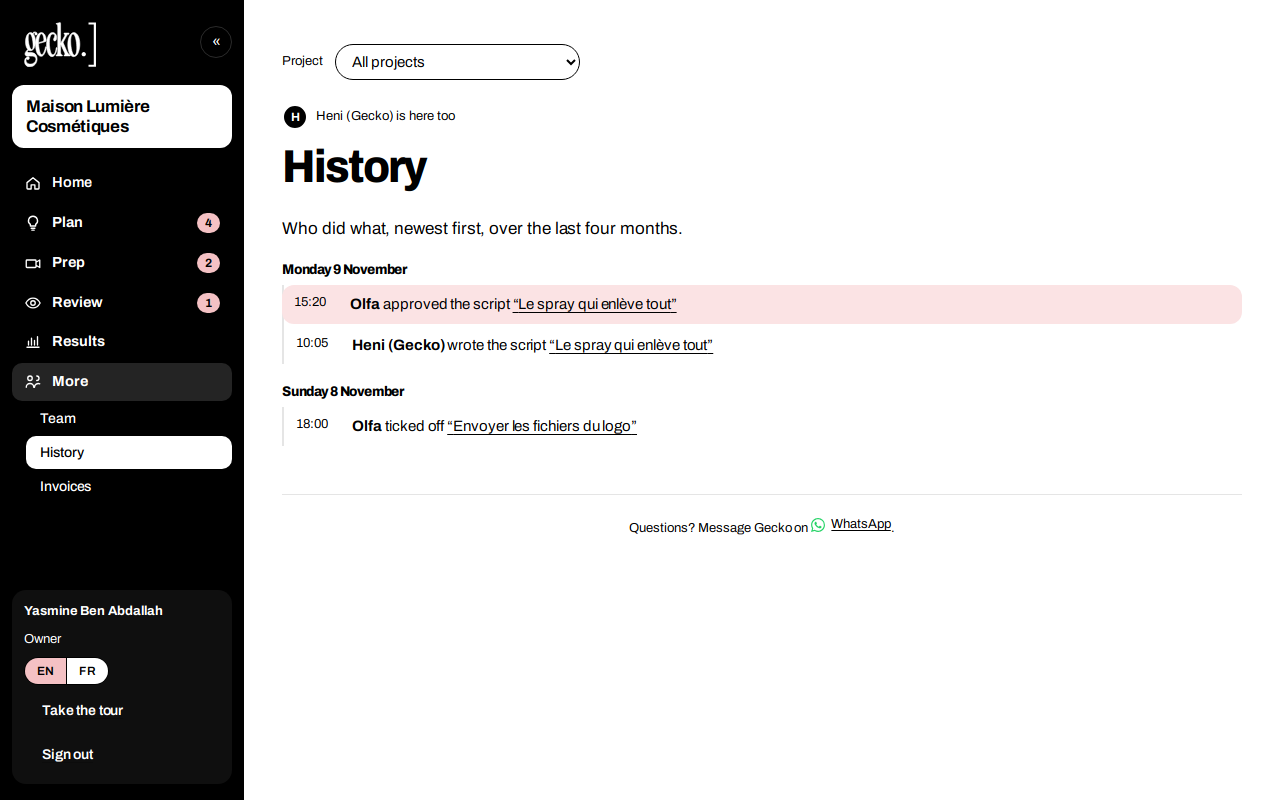 gecko.]
«
Maison Lumière
Cosmétiques
Home
Plan 4
Prep 2
Review 1
Results
More
Team
History
Invoices
Yasmine Ben Abdallah
Owner
EN FR
Take the tour
Sign out
Project All projects
H Heni (Gecko) is here too
History
Who did what, newest first, over the last four months.
Monday 9 November
15:20 Olfa approved the script “Le spray qui enlève tout”
10:05 Heni (Gecko) wrote the script “Le spray qui enlève tout”
Sunday 8 November
18:00 Olfa ticked off “Envoyer les fichiers du logo”
Questions? Message Gecko on WhatsApp.